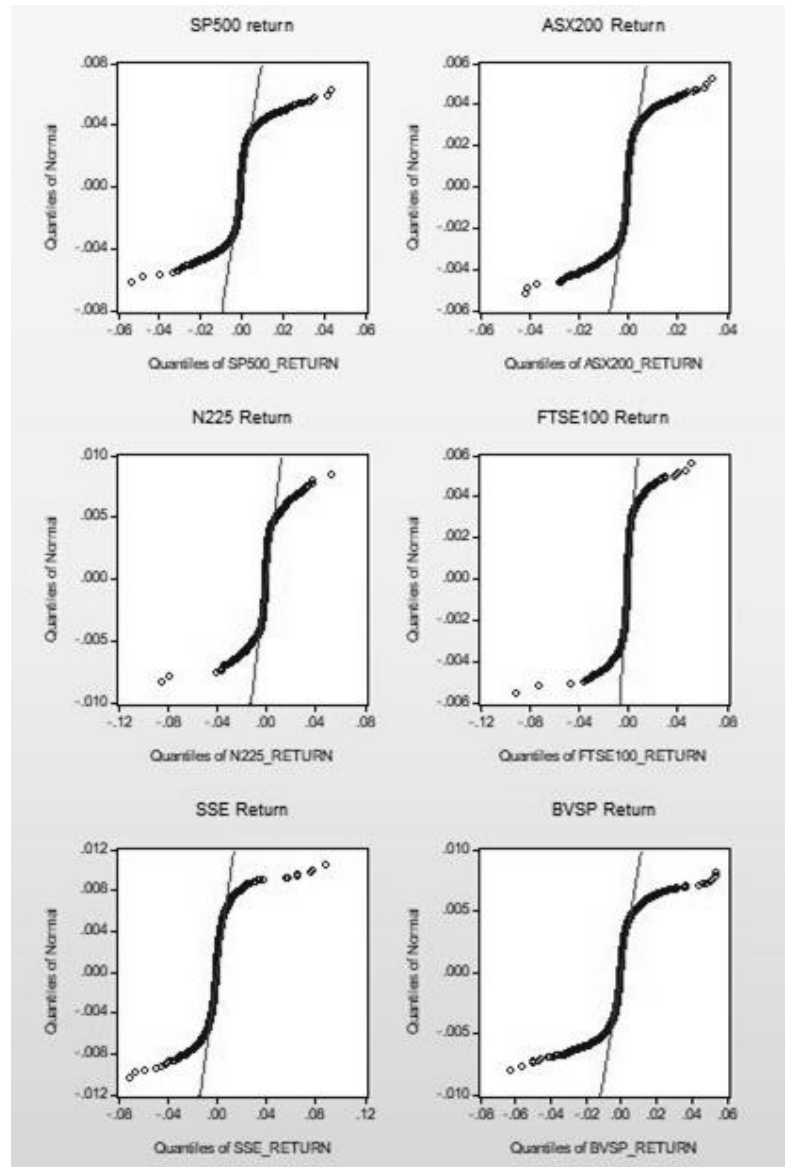 SP500 return
ASX200 Return
.008
.004
.000
-.004
-.008
Quantiles of Normal
-.06 -.04 -.02 .00 .02 .04 .06
Quantiles of SP500_RETURN
.006
.004
.002
.000
-.002
-.004
-.006
Quantiles of Normal
-.06 -.04 -.02 .00 .02 .04
Quantiles of ASX200_RETURN
N225 Return
FTSE100 Return
.010
.005
.000
-.005
-.010
Quantiles of Normal
-.12 -.08 -.04 .00 .04 .08
Quantiles of N225_RETURN
.006
.004
.002
.000
-.002
-.004
-.006
Quantiles of Normal
-.12 -.08 -.04 .00 .04 .08
Quantiles of FTSE100_RETURN
SSE Return
BVSP Return
.012
.008
.004
.000
-.004
-.008
-.012
Quantiles of Normal
-.08 -.04 .00 .04 .08 .12
Quantiles of SSE_RETURN
.010
.005
.000
-.005
-.010
Quantiles of Normal
-.08 -.06 -.04 -.02 .00 .02 .04 .06
Quantiles of BVSP_RETURN